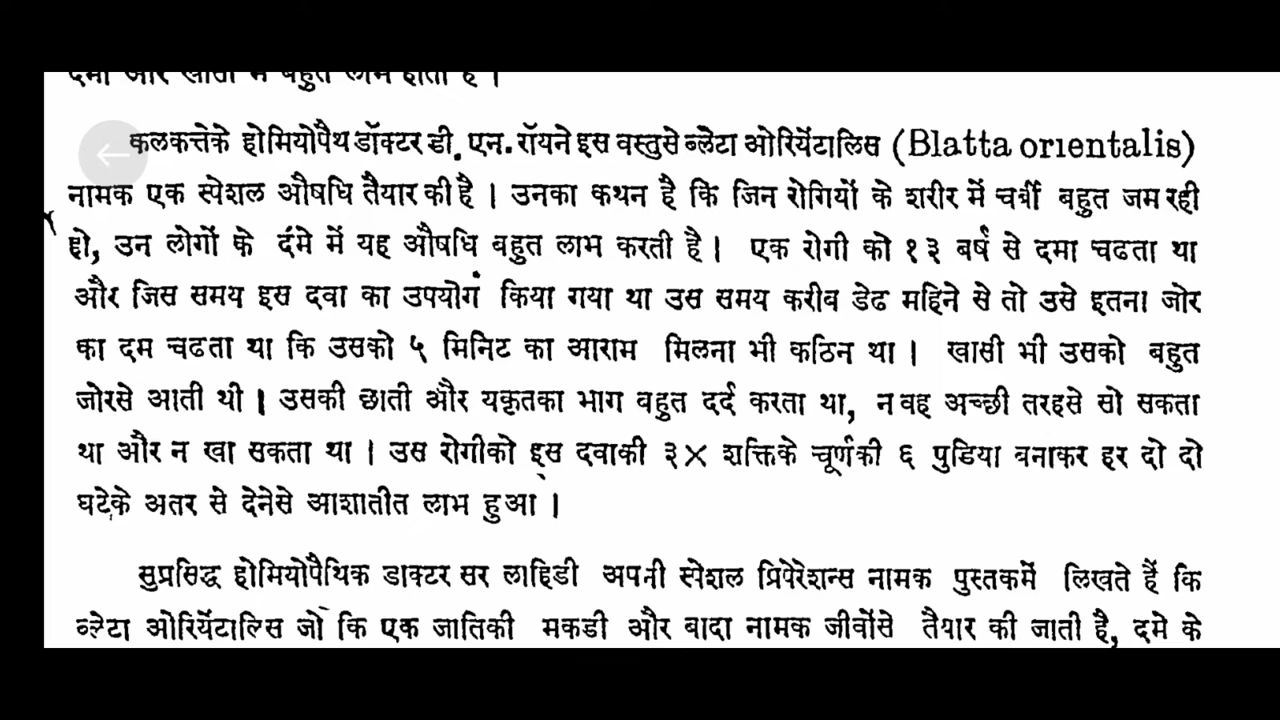 दमा और खासी में बहुत लाभ होता है ।
कलकत्तेके होमियोपैथ डॉक्टर डी. एन. रॉयने इस वस्तुसे ब्लेटा ओरियेंटालिस (Blatta orientalis)
नामक एक स्पेशल औषधि तैयार की है । उनका कथन है कि जिन रोगियों के शरीर में चर्बी बहुत जम रही
हो, उन लोगों के दंमे में यह औषधि बहुत लाभ करती है । एक रोगी को १३ बर्ष से दमा चढता था
और जिस समय इस दवा का उपयोग किया गया था उस समय करीब डेढ महिने से तो उसे इतना जोर
का दम चढता था कि उसको ५ मिनिट का आराम मिलना भी कठिन था । खासी भी उसको बहुत
जोरसे आती थी । उसकी छाती और यकृतका भाग बहुत दर्द करता था, न वह अच्छी तरहसे सो सकता
था और न खा सकता था । उस रोगीको इस दवाकी ३X शक्तिके चूर्णकी ६ पुडिया बनाकर हर दो दो
घटेके अतर से देनेसे आशातीत लाभ हुआ ।
सुप्रसिद्ध होमियोपैथिक डाक्टर सर लाहिडी अपनी स्पेशल प्रिपेरेशन्स नामक पुस्तकमें लिखते हैं कि
ब्लेटा ओरियेंटालिस जो कि एक जातिकी मकडी और बादा नामक जीवोंसे तैयार की जाती है, दमे के